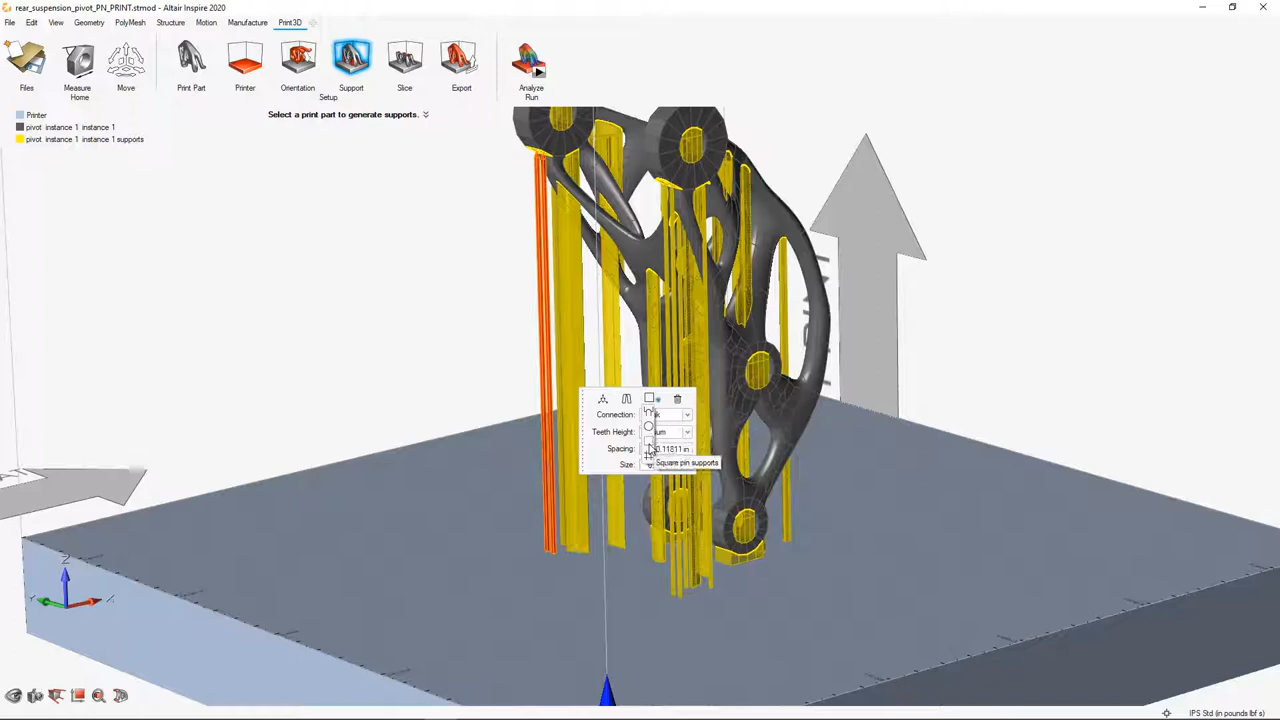 rear_suspension_pivot_PN_PRINT.stmod - Altair Inspire 2020
File Edit View Geometry PolyMesh Structure Motion Manufacture Print3D
Files Measure Move Print Part Printer Orientation Support Slice Export Analyze
Home Setup Run
Select a print part to generate supports.
Printer
pivot instance 1 instance 1
pivot instance 1 instance 1 supports
Connection:
Teeth Height:
Spacing: 0.11811 in
Size:
Square pin supports
Z
Y X
IPS Std (in pounds lbf s)